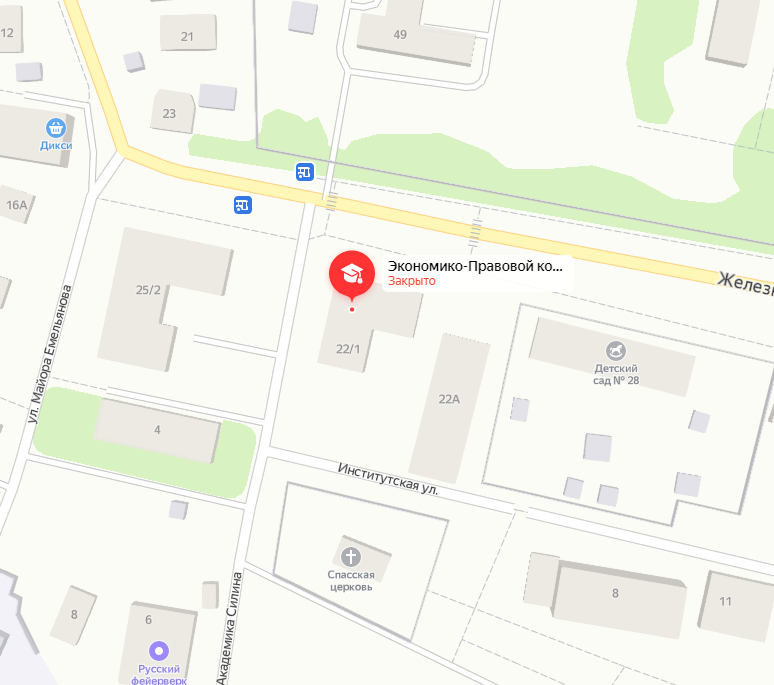 12
21
49
23
Дикси
16А
Экономико-Правовой ко...
Закрыто
Железн
25/2
22/1
ул. Майора Емельянова
Детский
сад № 28
22А
4
Институтская ул.
Спасская
церковь
Академика Силина
8
6
8
11
Русский
фейерверк